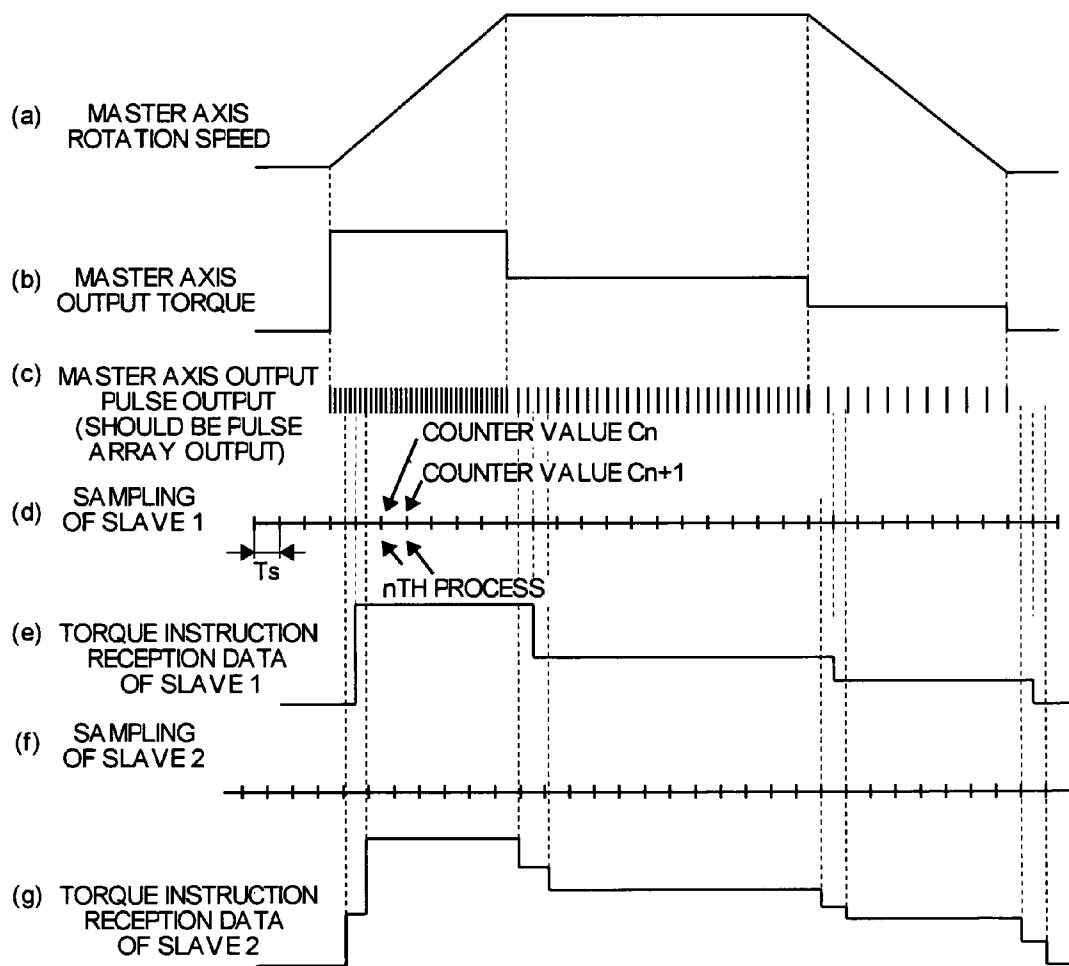 (a) MASTER AXIS
ROTATION SPEED
(b) MASTER AXIS
OUTPUT TORQUE
(c) MASTER AXIS OUTPUT
PULSE OUTPUT
(SHOULD BE PULSE
ARRAY OUTPUT)
COUNTER VALUE Cn
COUNTER VALUE Cn+1
(d) SAMPLING
OF SLAVE 1
Ts
nTH PROCESS
(e) TORQUE INSTRUCTION
RECEPTION DATA
OF SLAVE 1
(f) SAMPLING
OF SLAVE 2
(g) TORQUE INSTRUCTION
RECEPTION DATA
OF SLAVE 2